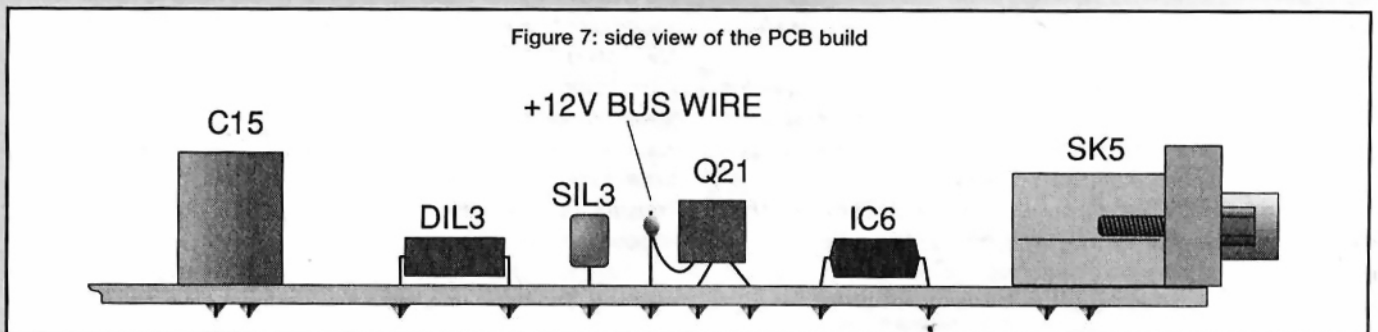 Figure 7: side view of the PCB build
+12V BUS WIRE
C15
SK5
Q21
SIL3
DIL3
IC6